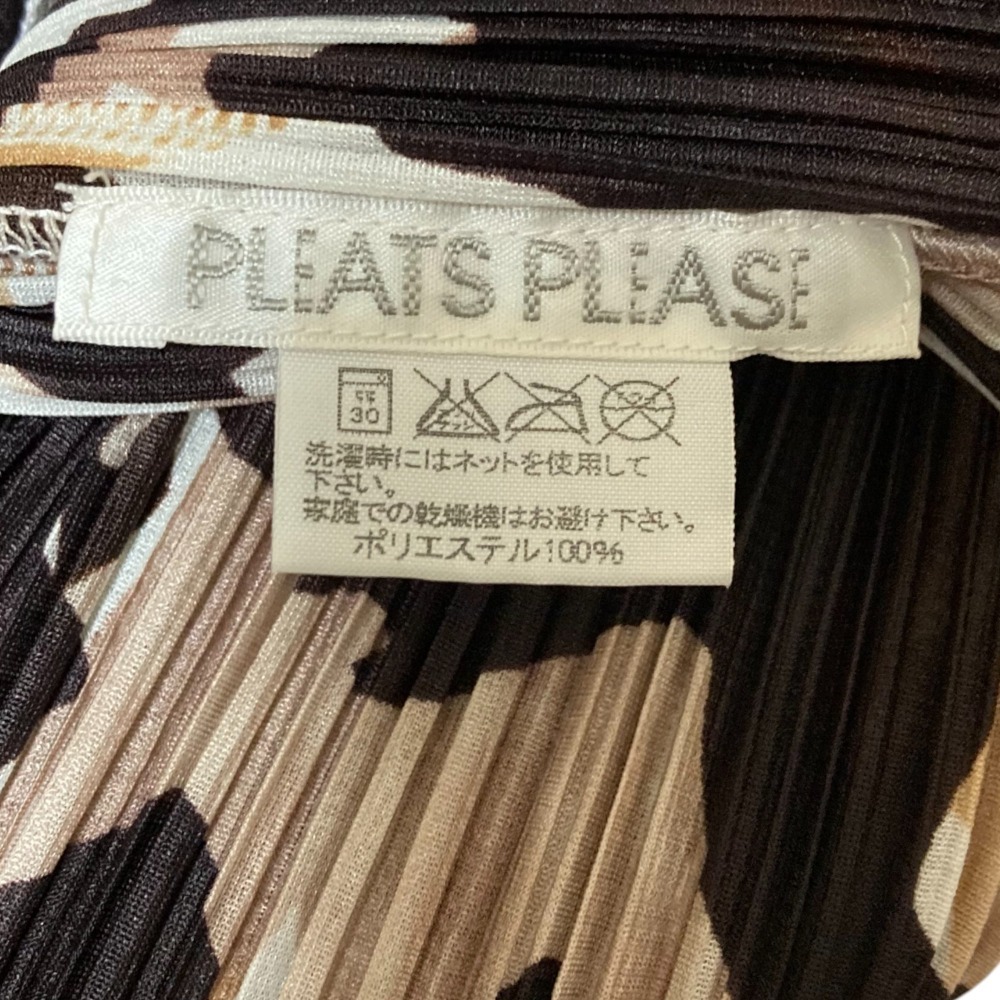 PLEATS PLEASE
弱
30
洗濯時にはネットを使用して
下さい。
家庭での乾燥機はお避け下さい。
ポリエステル100%